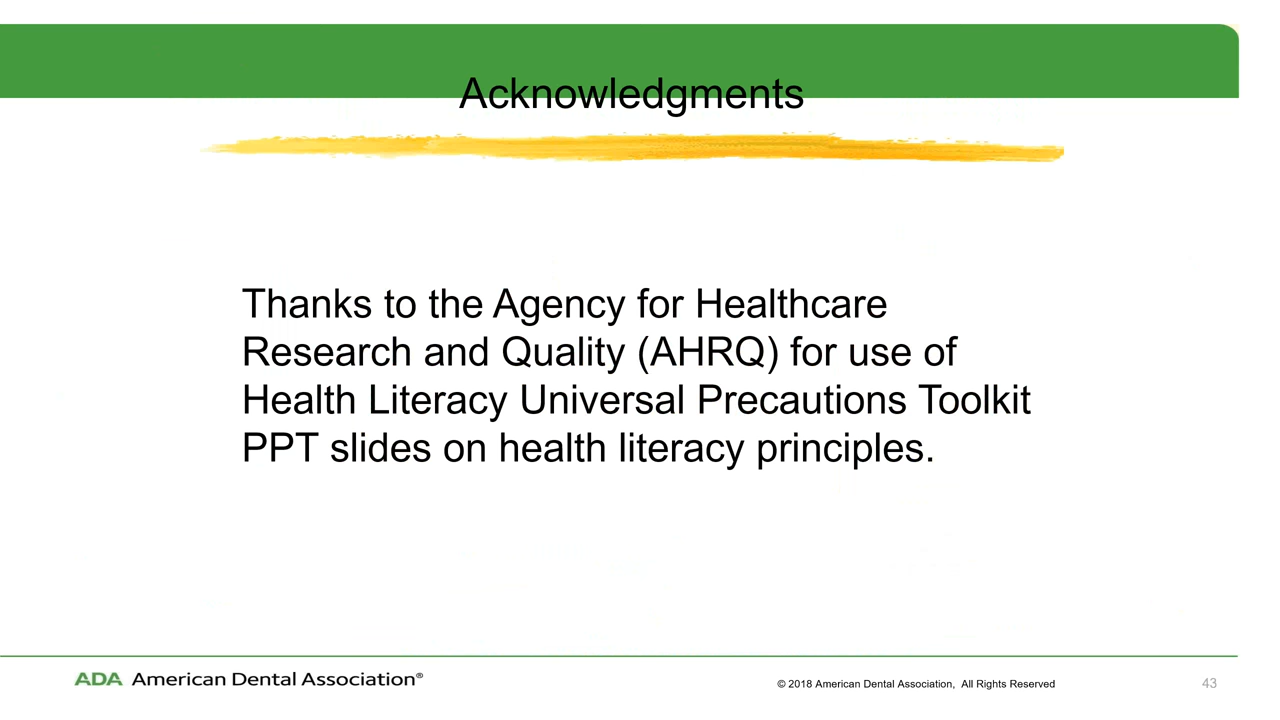 Acknowledgments
Thanks to the Agency for Healthcare
Research and Quality (AHRQ) for use of
Health Literacy Universal Precautions Toolkit
PPT slides on health literacy principles.
ADA American Dental Association®
© 2018 American Dental Association, All Rights Reserved
43